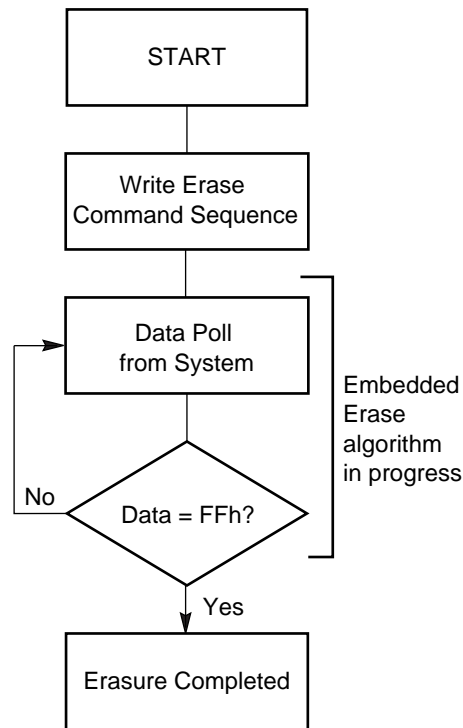 START
Write Erase
Command Sequence
Data Poll
from System
Embedded
Erase
algorithm
in progress
No
Data = FFh?
Yes
Erasure Completed